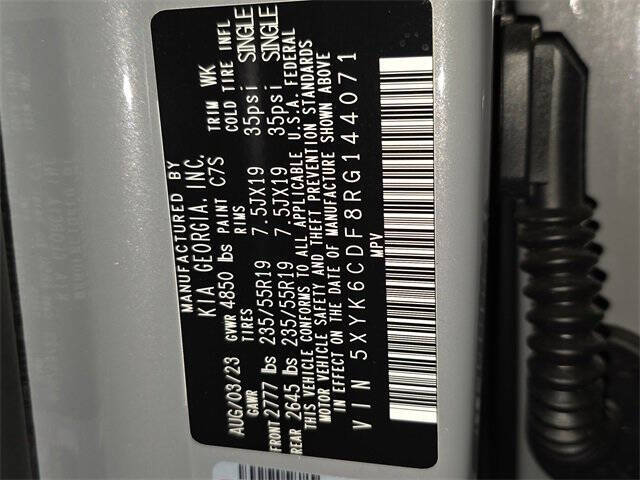 MANUFACTURED BY
KIA GEORGIA, INC.
AUG/03/23 GVWR 4850 lbs PAINT C7S TRIM WK
GAWR TIRES RIMS COLD TIRE INFL
FRONT 2777 lbs 235/55R19 7.5JX19 35psi SINGLE
REAR 2645 lbs 235/55R19 7.5JX19 35psi SINGLE
THIS VEHICLE CONFORMS TO ALL APPLICABLE U.S.A. FEDERAL
MOTOR VEHICLE SAFETY AND THEFT PREVENTION STANDARDS
IN EFFECT ON THE DATE OF MANUFACTURE SHOWN ABOVE
VIN 5XYK6CDF8RG144071
MPV